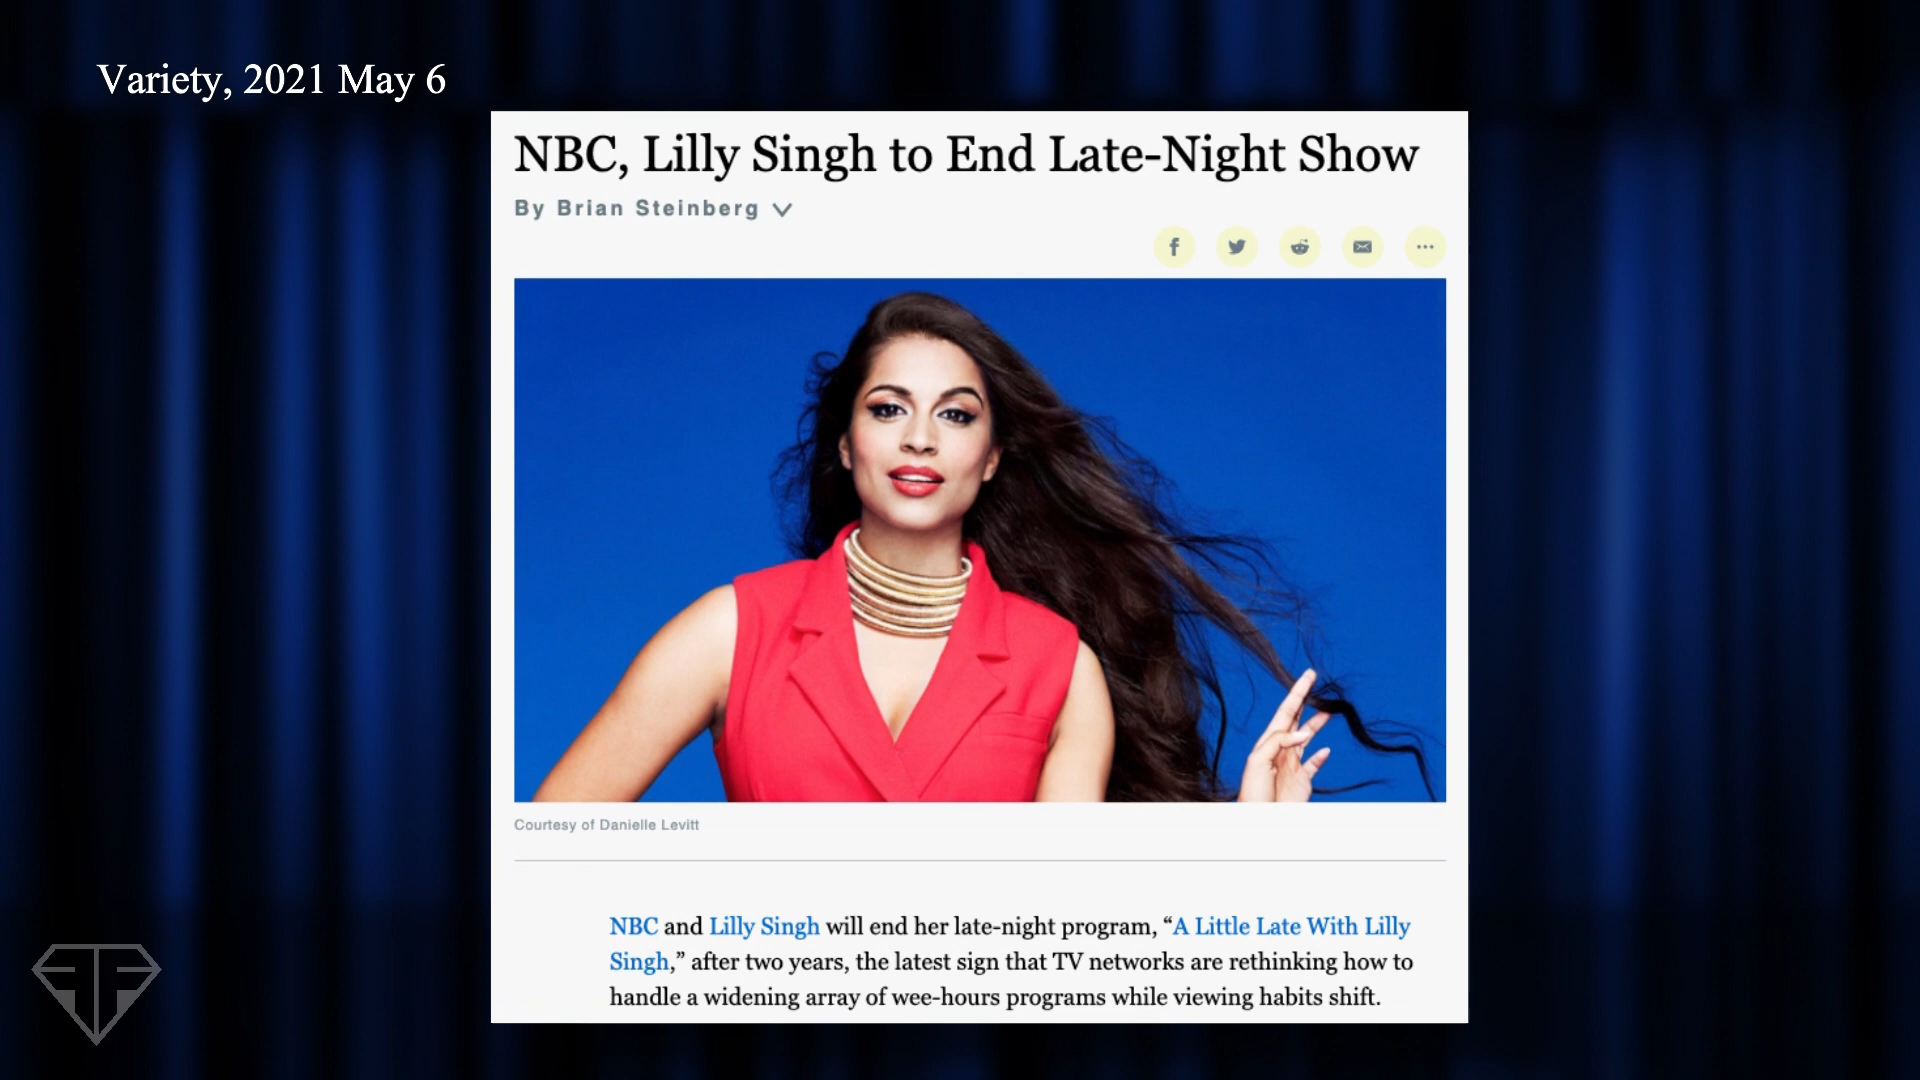 Variety, 2021 May 6
NBC, Lilly Singh to End Late-Night Show
By Brian Steinberg
Courtesy of Danielle Levitt
NBC and Lilly Singh will end her late-night program, “A Little Late With Lilly
Singh,” after two years, the latest sign that TV networks are rethinking how to
handle a widening array of wee-hours programs while viewing habits shift.